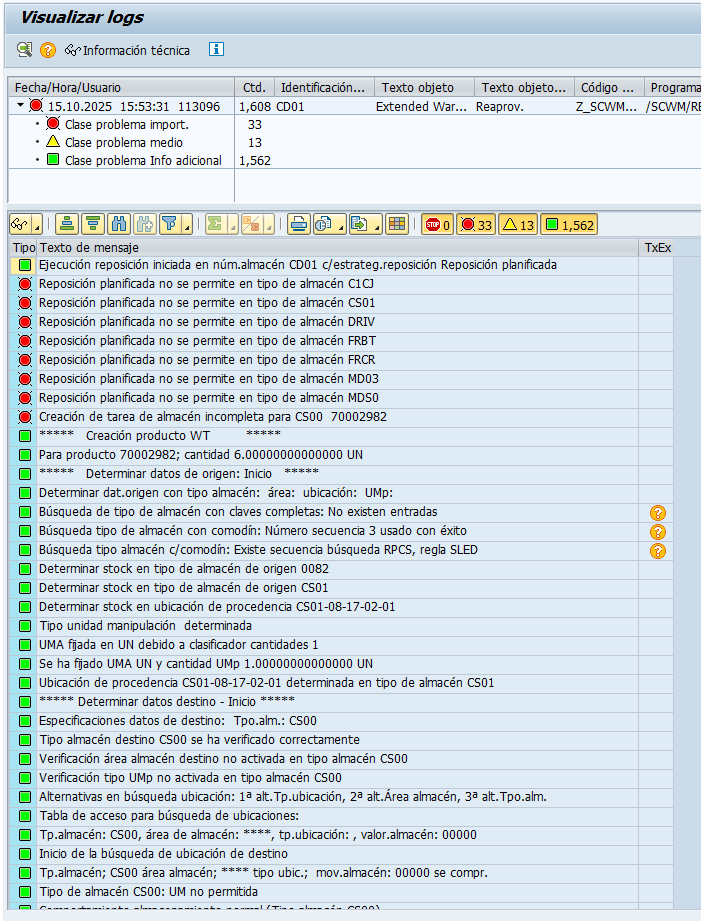 Visualizar logs
Información técnica
Fecha/Hora/Usuario Ctd. Identificación... Texto objeto Texto objeto... Código ... Programa
15.10.2025 15:53:31 113096 1,608 CD01 Extended War... Reaprov. Z_SCWM... /SCWM/RE
Clase problema import. 33
Clase problema medio 13
Clase problema Info adicional 1,562
STOP 0 33 13 1,562
Tipo Texto de mensaje TxEx
Ejecución reposición iniciada en núm.almacén CD01 c/estrateg.reposición Reposición planificada
Reposición planificada no se permite en tipo de almacén C1CJ
Reposición planificada no se permite en tipo de almacén CS01
Reposición planificada no se permite en tipo de almacén DRIV
Reposición planificada no se permite en tipo de almacén FRBT
Reposición planificada no se permite en tipo de almacén FRCR
Reposición planificada no se permite en tipo de almacén MD03
Reposición planificada no se permite en tipo de almacén MDS0
Creación de tarea de almacén incompleta para CS00 70002982
***** Creación producto WT *****
Para producto 70002982; cantidad 6.00000000000000 UN
***** Determinar datos de origen: Inicio *****
Determinar dat.origen con tipo almacén: área: ubicación: UMp:
Búsqueda de tipo de almacén con claves completas: No existen entradas
Búsqueda tipo de almacén con comodín: Número secuencia 3 usado con éxito
Búsqueda tipo almacén c/comodín: Existe secuencia búsqueda RPCS, regla SLED
Determinar stock en tipo de almacén de origen 0082
Determinar stock en tipo de almacén de origen CS01
Determinar stock en ubicación de procedencia CS01-08-17-02-01
Tipo unidad manipulación determinada
UMA fijada en UN debido a clasificador cantidades 1
Se ha fijado UMA UN y cantidad UMp 1.00000000000000 UN
Ubicación de procedencia CS01-08-17-02-01 determinada en tipo de almacén CS01
***** Determinar datos destino - Inicio *****
Especificaciones datos de destino: Tpo.alm.: CS00
Tipo almacén destino CS00 se ha verificado correctamente
Verificación área almacén destino no activada en tipo almacén CS00
Verificación tipo UMp no activada en tipo almacén CS00
Alternativas en búsqueda ubicación: 1ª alt.Tp.ubicación, 2ª alt.Área almacén, 3ª alt.Tpo.alm.
Tabla de acceso para búsqueda de ubicaciones:
Tp.almacén: CS00, área de almacén: ****, tp.ubicación: , valor.almacén: 00000
Inicio de la búsqueda de ubicación de destino
Tp.almacén; CS00 área almacén; **** tipo ubic.; mov.almacén: 00000 se compr.
Tipo de almacén CS00: UM no permitida